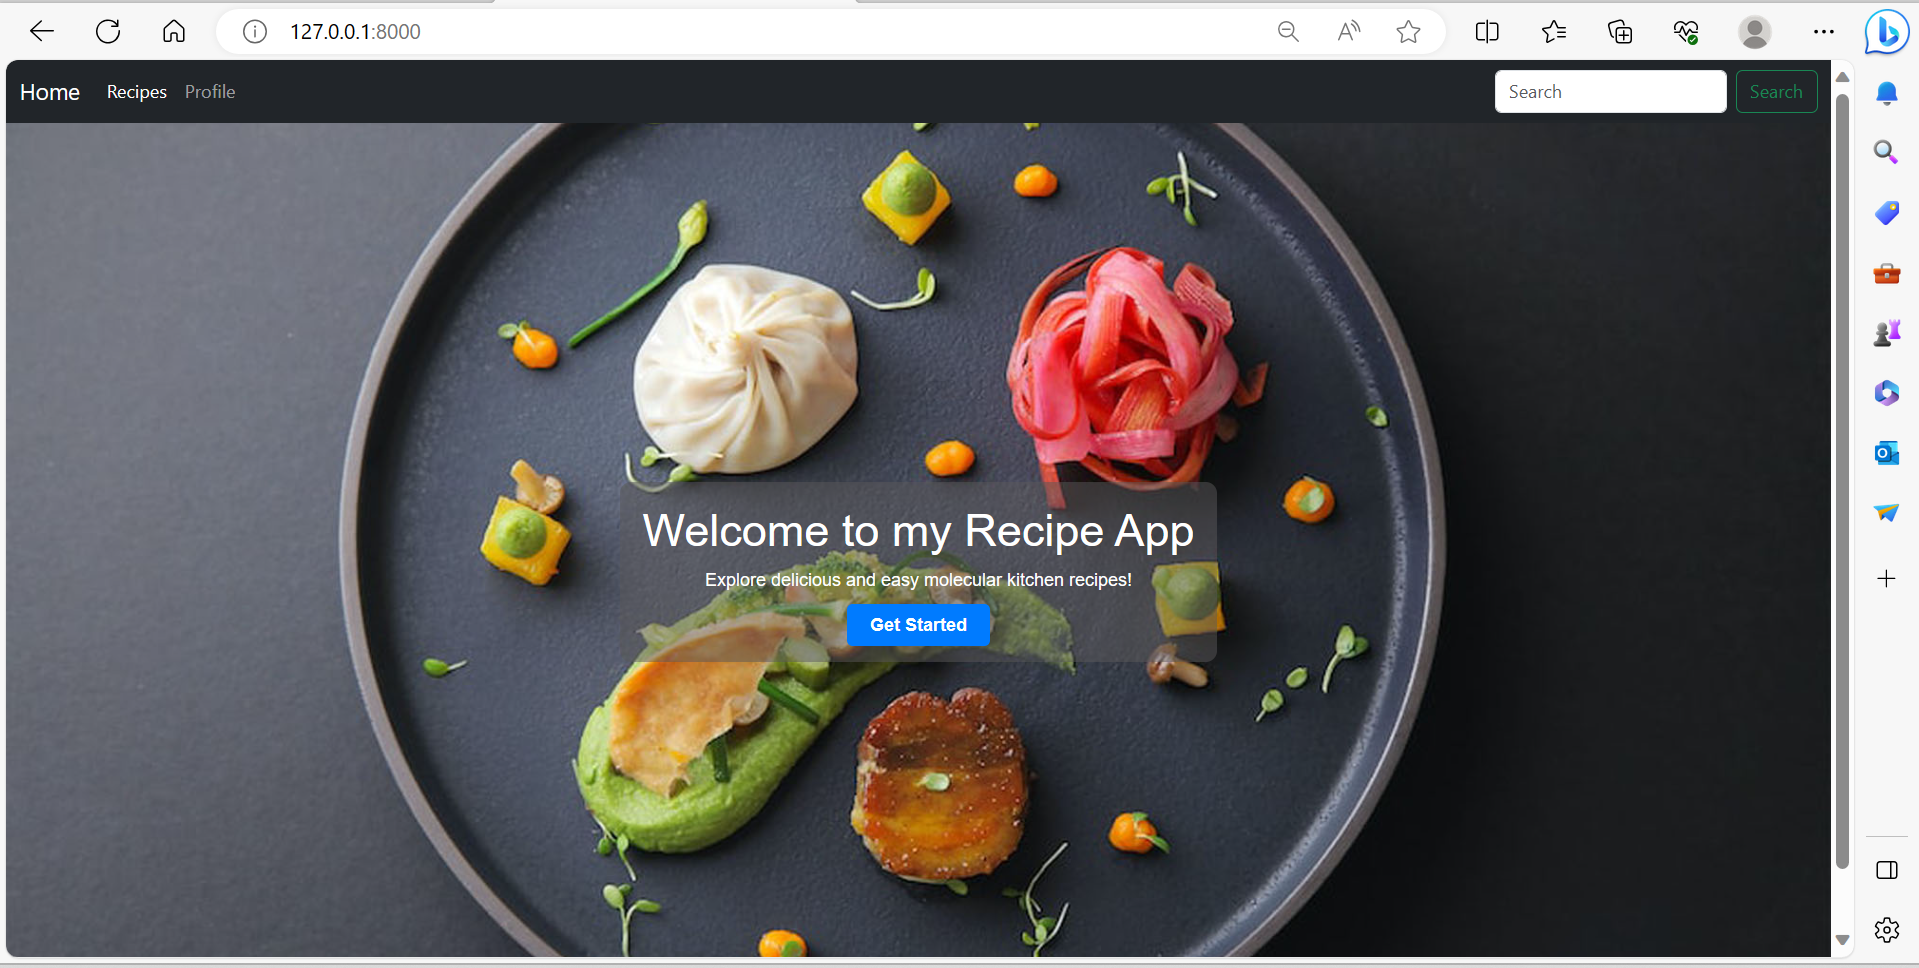 127.0.0.1:8000
Home Recipes Profile Search Search
Welcome to my Recipe App
Explore delicious and easy molecular kitchen recipes!
Get Started